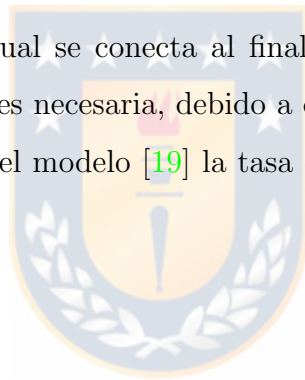 ual se conecta al final
es necesaria, debido a
el modelo [19] la tasa